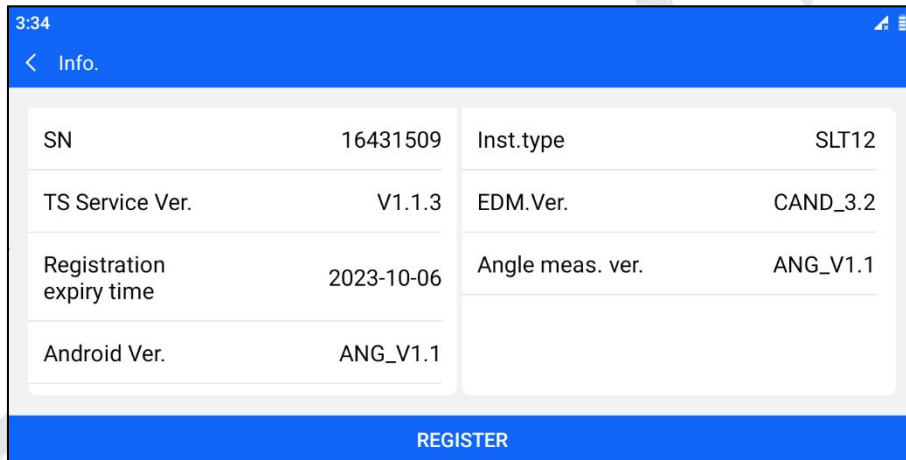 3:34
Info.
SN 16431509
TS Service Ver. V1.1.3
Registration
expiry time 2023-10-06
Android Ver. ANG_V1.1
Inst.type SLT12
EDM.Ver. CAND_3.2
Angle meas. ver. ANG_V1.1
REGISTER